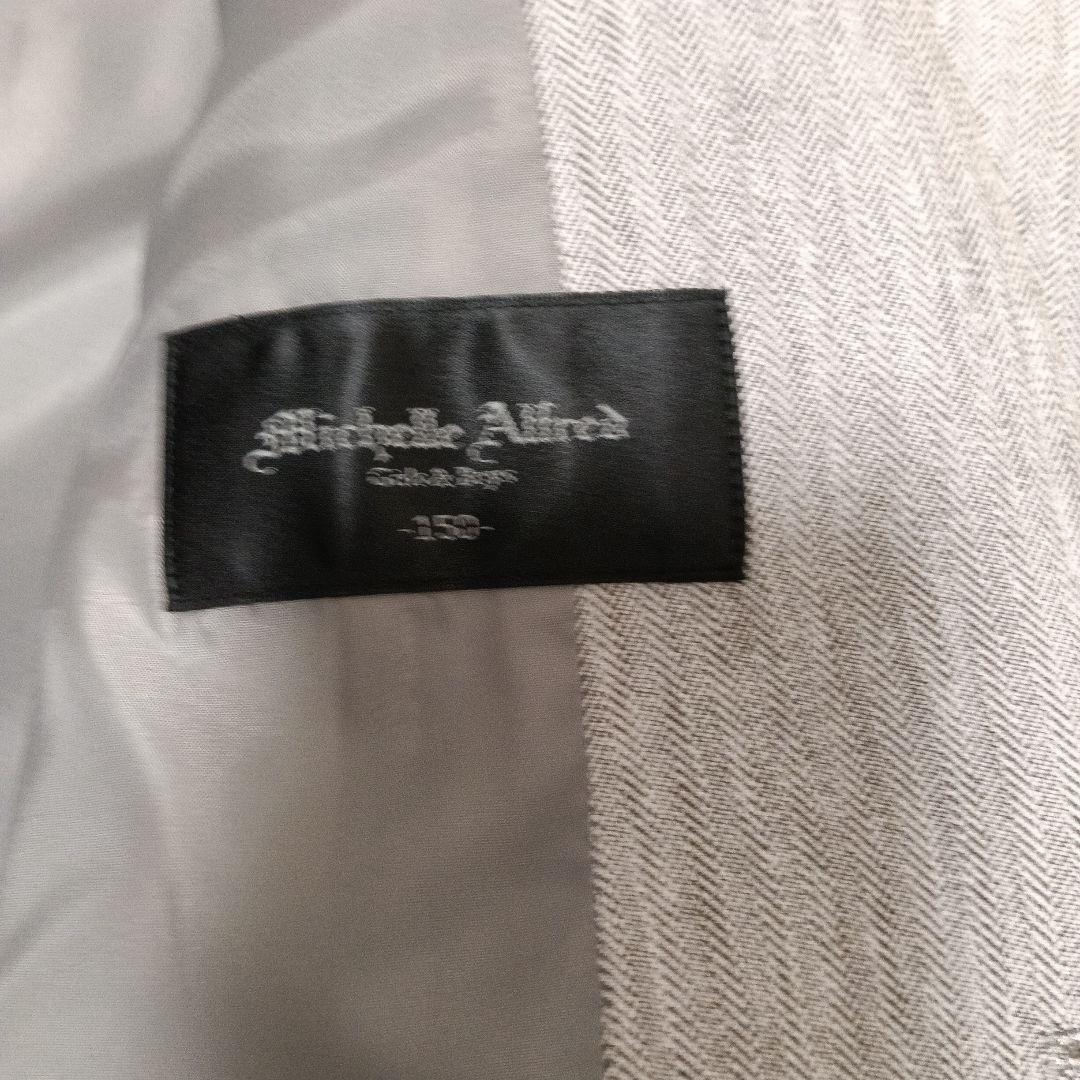 Michelle Alfred
Girls & Boys
-150-